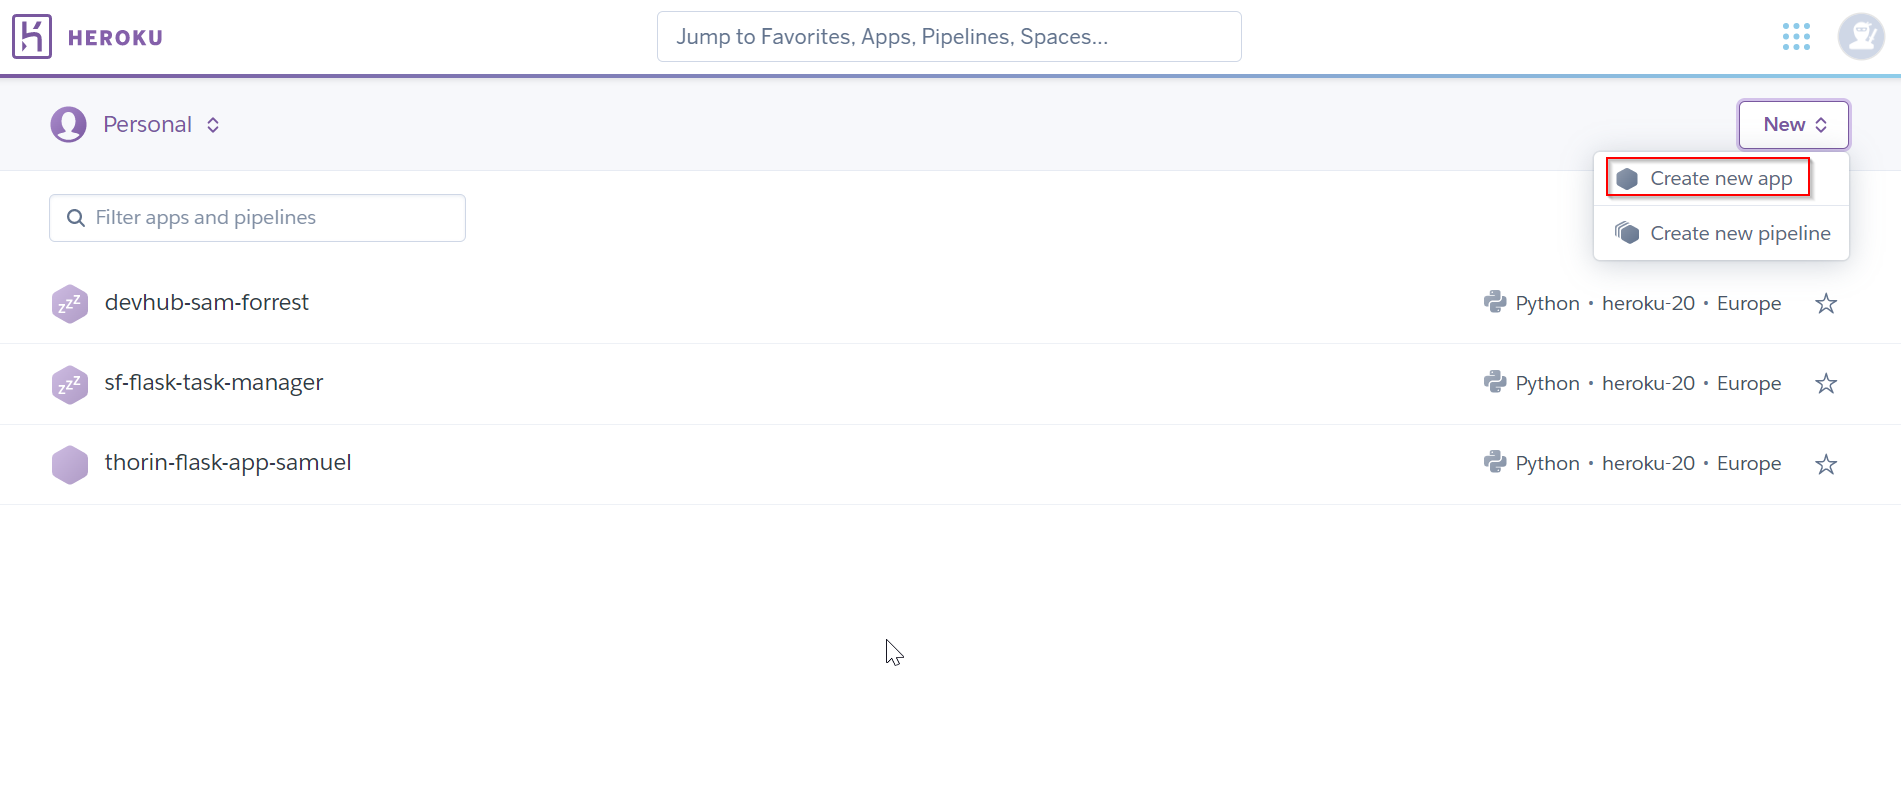 HEROKU
Jump to Favorites, Apps, Pipelines, Spaces...
Personal
New
Create new app
Create new pipeline
Filter apps and pipelines
zzZ devhub-sam-forrest Python • heroku-20 • Europe
zzZ sf-flask-task-manager Python • heroku-20 • Europe
thorin-flask-app-samuel Python • heroku-20 • Europe